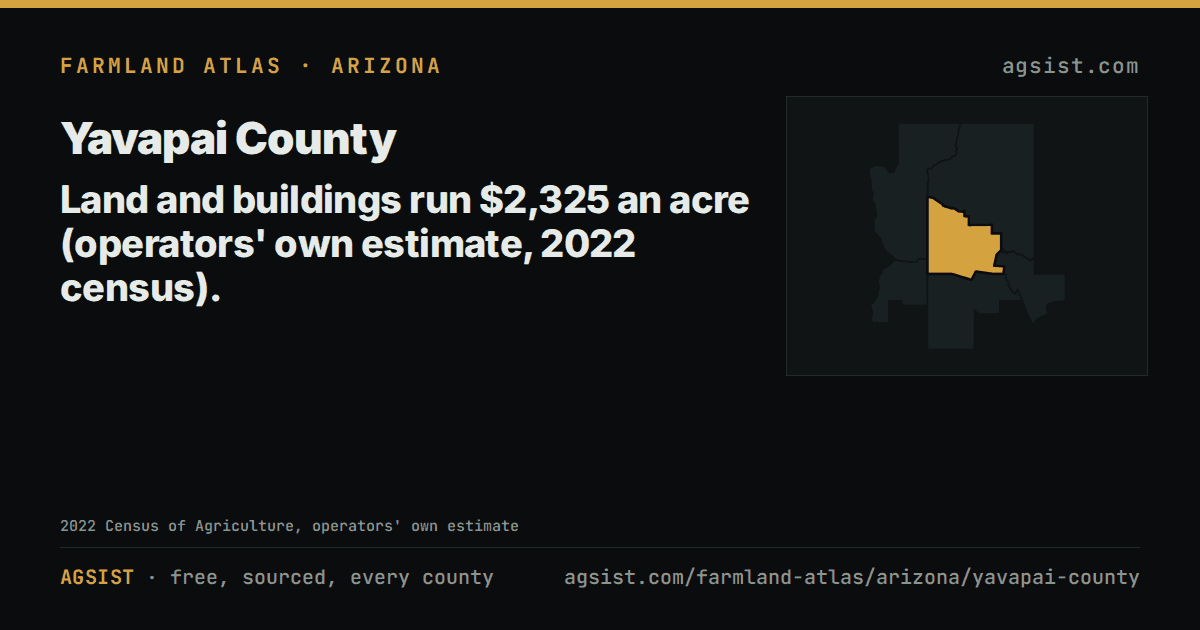 FARMLAND ATLAS · ARIZONA
agsist.com
Yavapai County
Land and buildings run $2,325 an acre
(operators' own estimate, 2022
census).
2022 Census of Agriculture, operators' own estimate
AGSIST · free, sourced, every county
agsist.com/farmland-atlas/arizona/yavapai-county